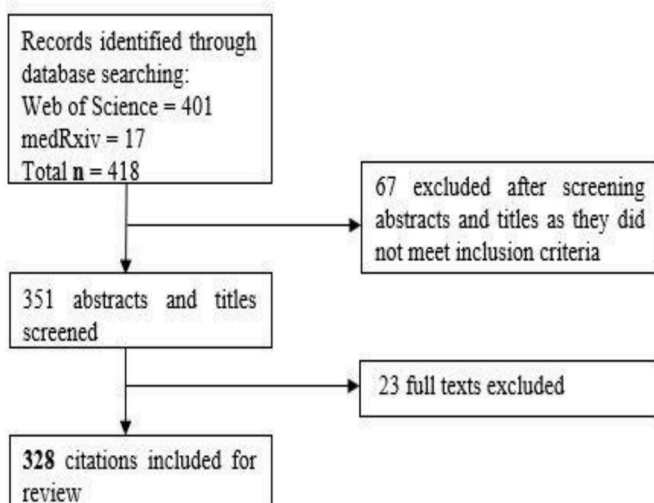 Records identified through
database searching:
Web of Science = 401
medRxiv = 17
Total n = 418
67 excluded after screening
abstracts and titles as they did
not meet inclusion criteria
351 abstracts and titles
screened
23 full texts excluded
328 citations included for
review